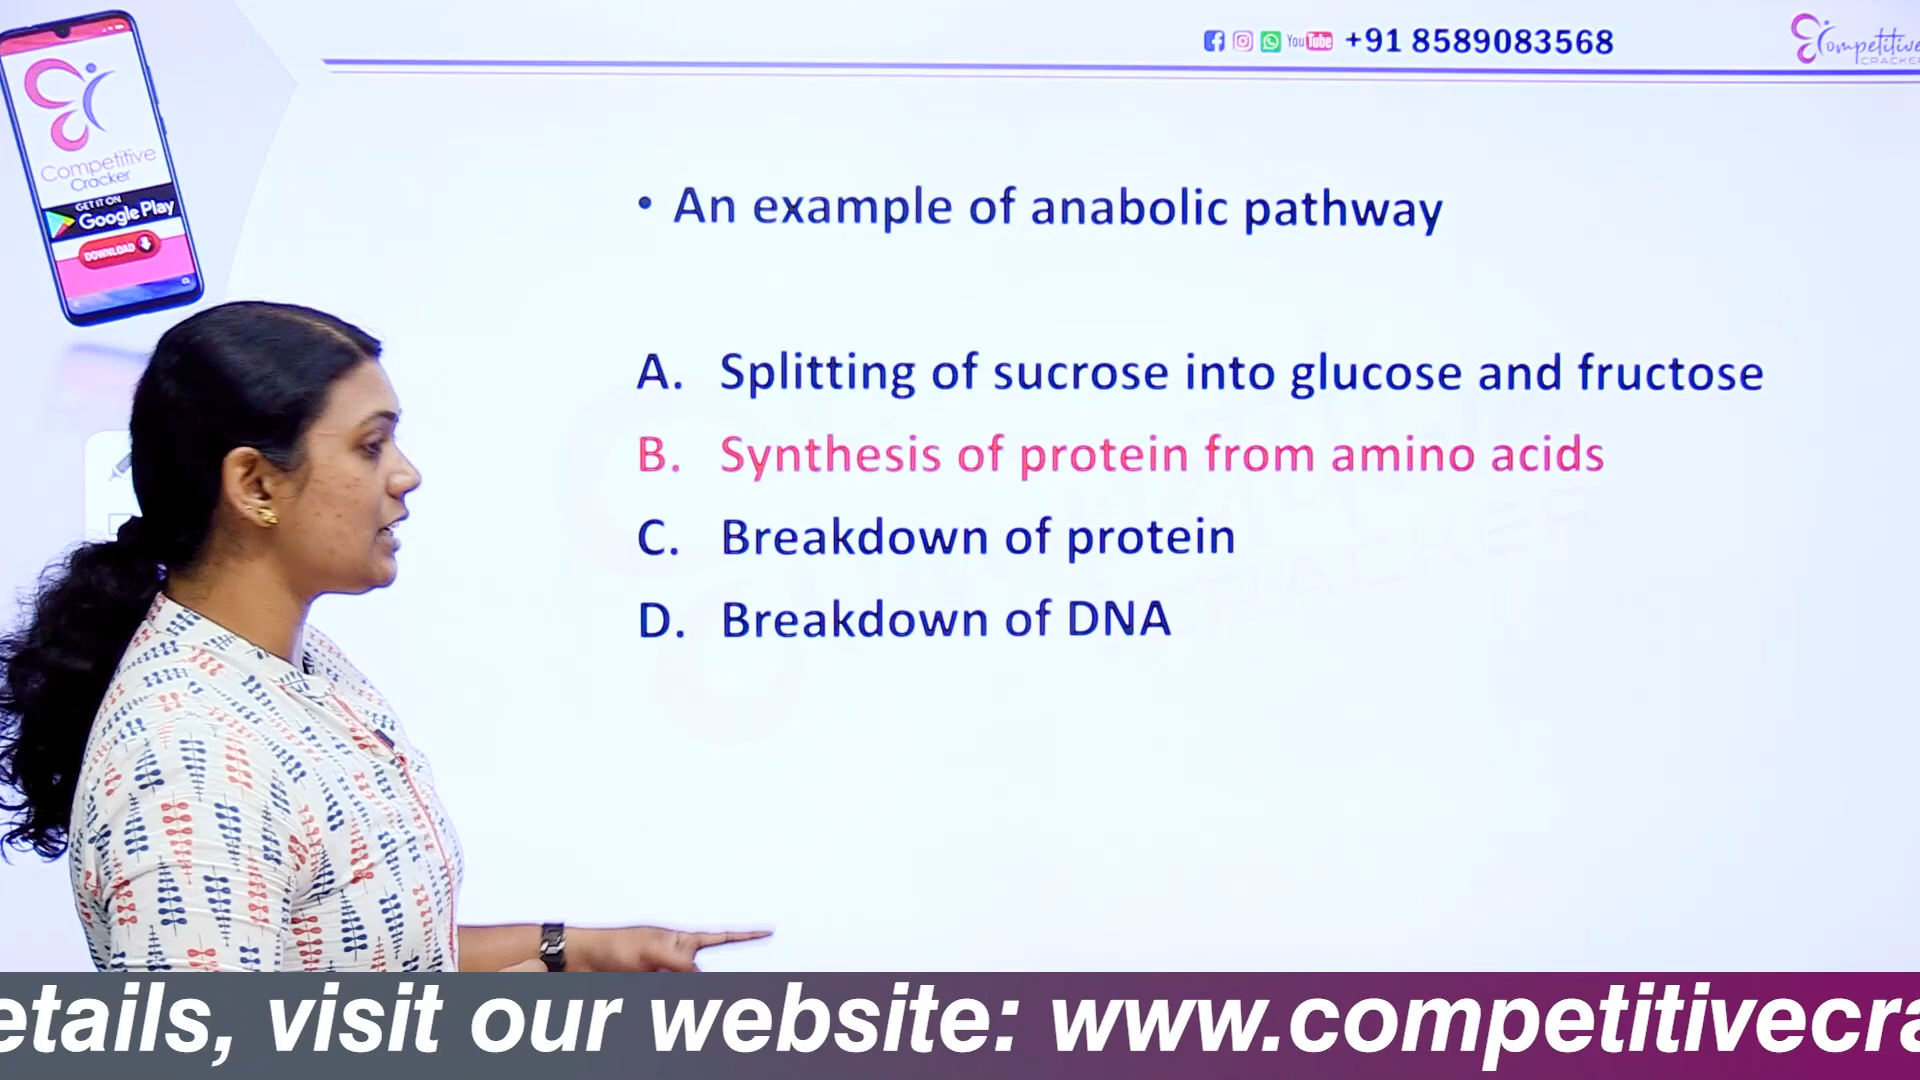 You Tube +91 8589083568
Competitive
CRACKER
Competitive
Cracker
GET IT ON
Google Play
DOWNLOAD
• An example of anabolic pathway
A. Splitting of sucrose into glucose and fructose
B. Synthesis of protein from amino acids
C. Breakdown of protein
D. Breakdown of DNA
etails, visit our website: www.competitivecra